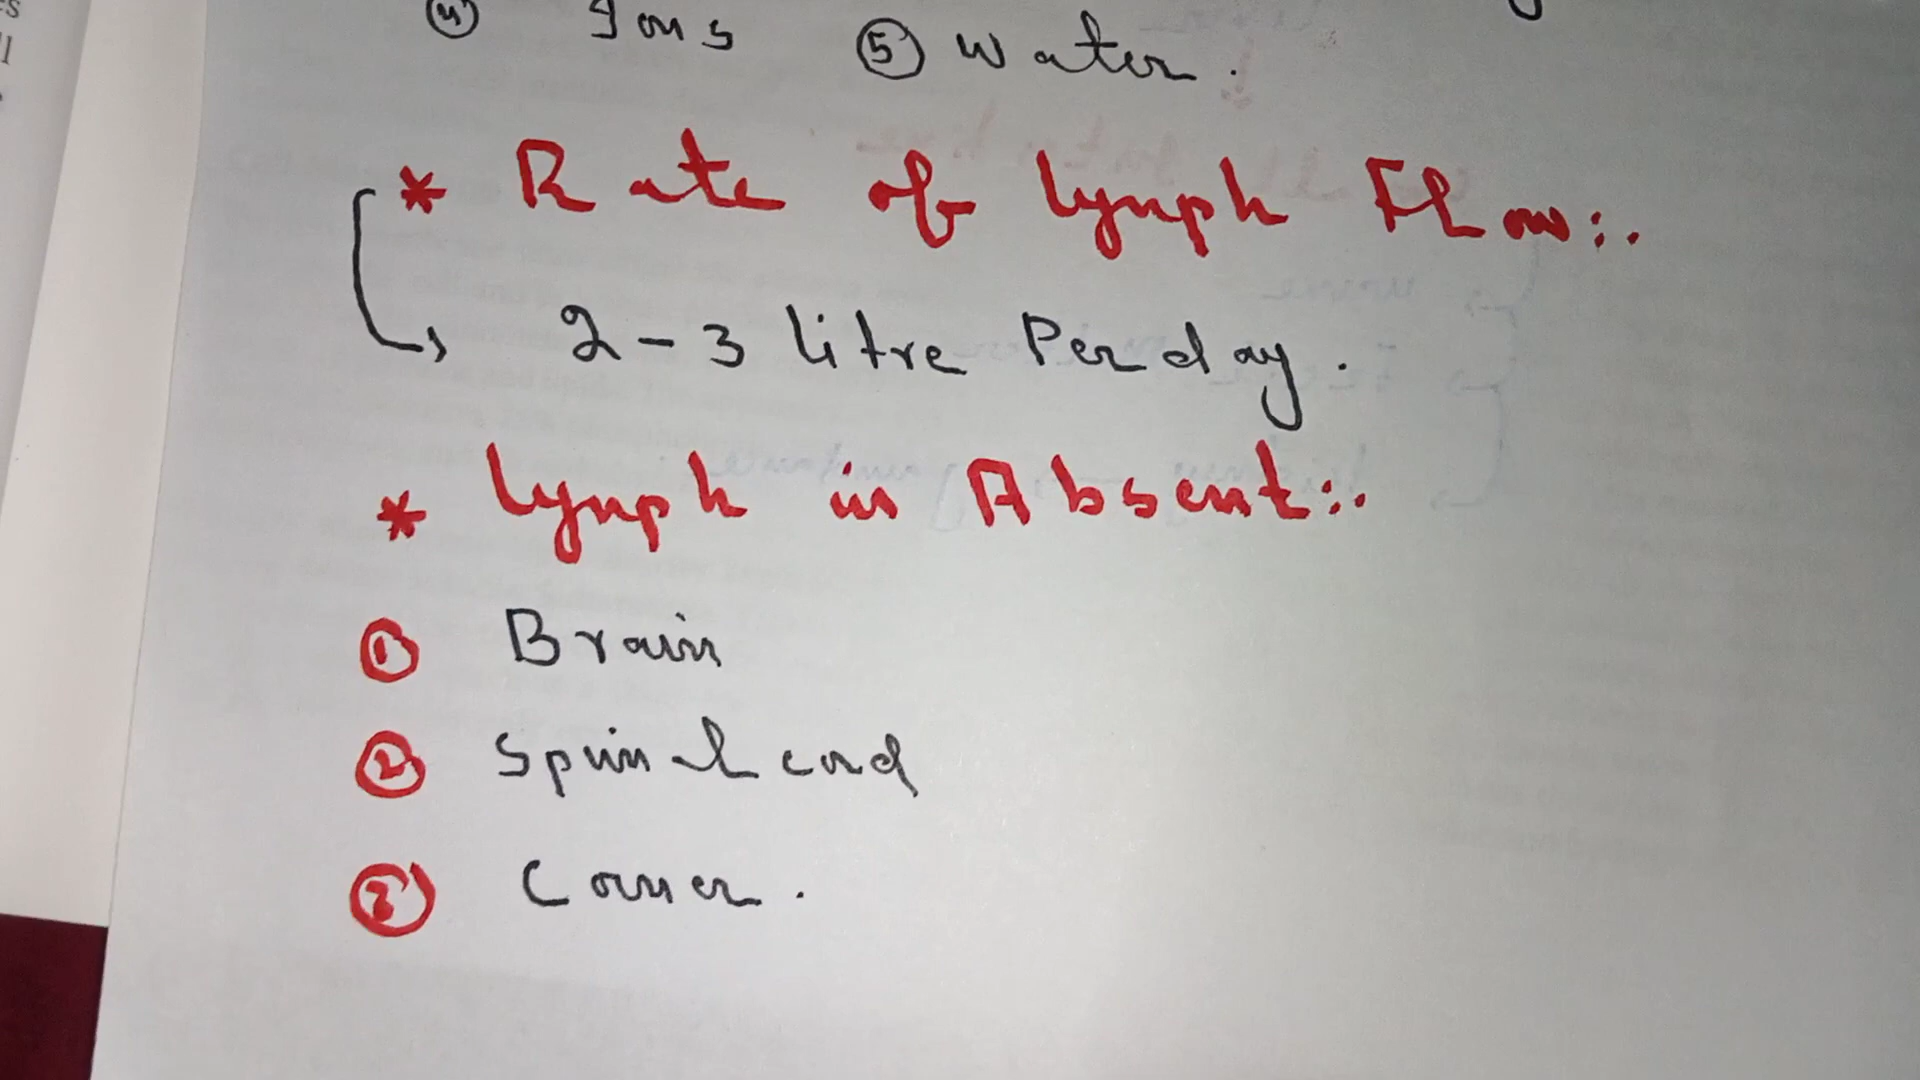 ④ Ions ⑤ Water.
* Rate of lymph Flow:.
2-3 litre Per day.
* lymph in Absent:.
① Brain
② Spinal cord
③ Corner.